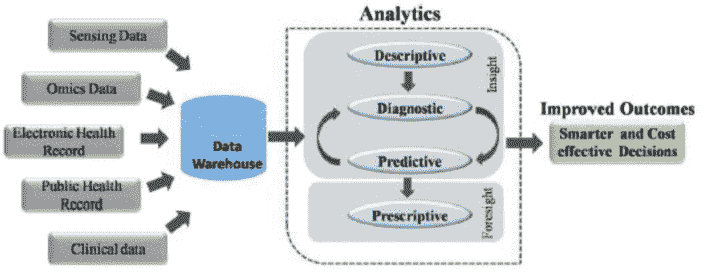 Analytics
Sensing Data
Omics Data
Electronic Health
Record
Public Health
Record
Clinical data
Data
Warehouse
Descriptive
Diagnostic
Predictive
Prescriptive
Insight
Foresight
Improved Outcomes
Smarter and Cost
effective Decisions